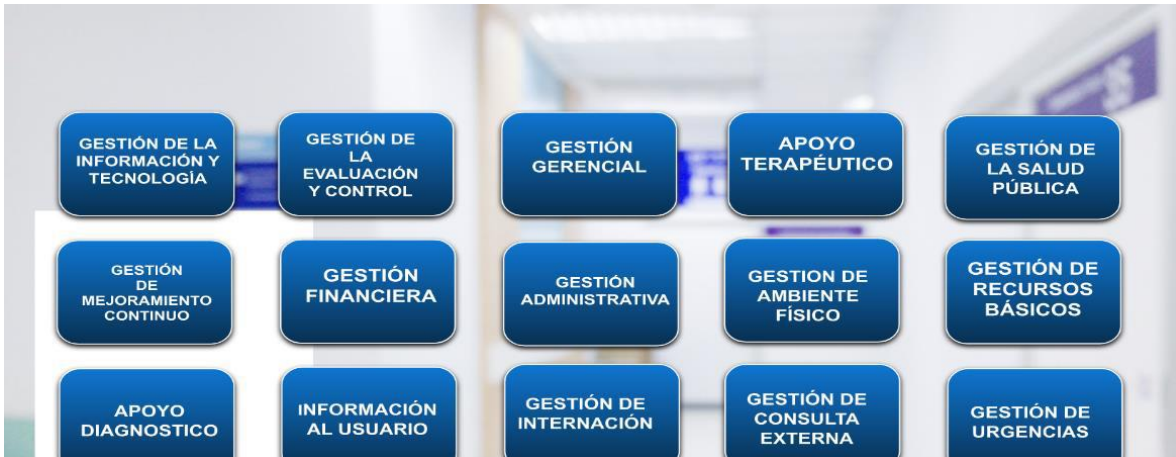 GESTIÓN DE LA
INFORMACIÓN Y
TECNOLOGÍA
GESTIÓN DE
LA
EVALUACIÓN
Y CONTROL
GESTIÓN
GERENCIAL
APOYO
TERAPÉUTICO
GESTIÓN DE
LA SALUD
PÚBLICA
GESTIÓN
DE
MEJORAMIENTO
CONTINUO
GESTIÓN
FINANCIERA
GESTIÓN
ADMINISTRATIVA
GESTION DE
AMBIENTE
FÍSICO
GESTIÓN DE
RECURSOS
BÁSICOS
APOYO
DIAGNOSTICO
INFORMACIÓN
AL USUARIO
GESTIÓN DE
INTERNACIÓN
GESTIÓN DE
CONSULTA
EXTERNA
GESTIÓN DE
URGENCIAS